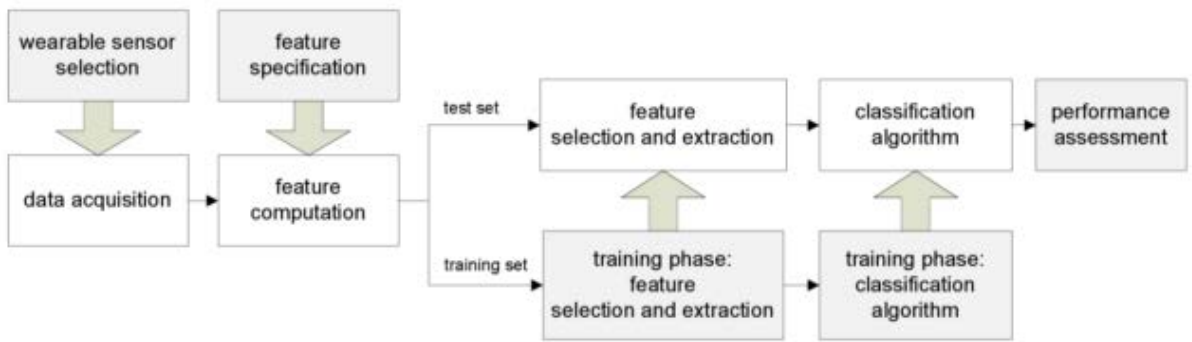 wearable sensor
selection
feature
specification
data acquisition
feature
computation
test set
training set
feature
selection and extraction
classification
algorithm
performance
assessment
training phase:
feature
selection and extraction
training phase:
classification
algorithm